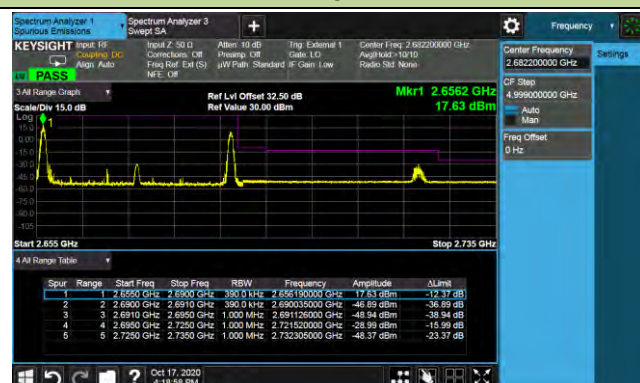 Spectrum Analyzer 1
Spurious Emissions
Spectrum Analyzer 3
Swept SA
+
Frequency
KEYSIGHT
Input: RF
Coupling: DC
Align: Auto
Input Z: 50 Ω
Corrections: Off
Freq Ref: Ext (S)
NFE: Off
Atten: 10 dB
Preamp: Off
µW Path: Standard
Trig: External 1
Gate: LO
IF Gain: Low
Center Freq: 2.682200000 GHz
Avg|Hold:>10/10
Radio Std: None
PASS
Center Frequency
2.682200000 GHz
Settings
CF Step
4.999000000 GHz
Auto
Man
Freq Offset
0 Hz
3 All Range Graph
Scale/Div 15.0 dB
Ref Lvl Offset 32.50 dB
Ref Value 30.00 dBm
Mkr1 2.6562 GHz
17.63 dBm
Log
15.0
0.00
-15.0
-30.0
-45.0
-60.0
-75.0
-90.0
-105
1
Start 2.655 GHz
Stop 2.735 GHz
4 All Range Table
Spur Range Start Freq Stop Freq RBW Frequency Amplitude ΔLimit
1 1 2.6550 GHz 2.6900 GHz 390.0 kHz 2.656190000 GHz 17.63 dBm -12.37 dB
2 2 2.6900 GHz 2.6910 GHz 390.0 kHz 2.690035000 GHz -46.89 dBm -36.89 dB
3 3 2.6910 GHz 2.6950 GHz 1.000 MHz 2.691126000 GHz -48.94 dBm -38.94 dB
4 4 2.6950 GHz 2.7250 GHz 1.000 MHz 2.721520000 GHz -28.99 dBm -15.99 dB
5 5 2.7250 GHz 2.7350 GHz 1.000 MHz 2.732305000 GHz -48.37 dBm -23.37 dB
?
Oct 17, 2020
4:18:58 PM